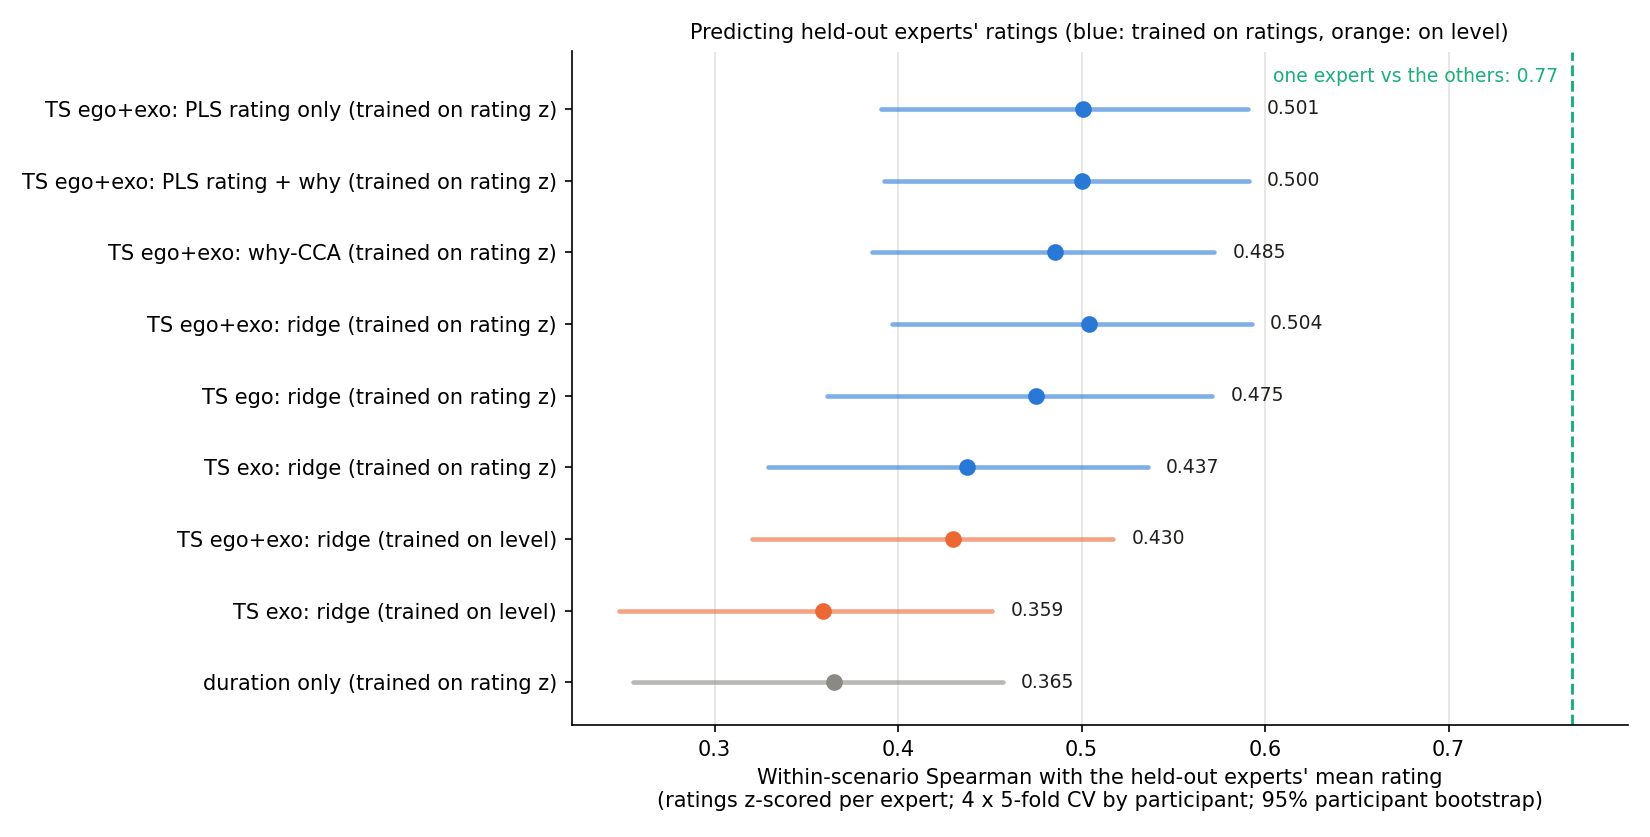 Predicting held-out experts' ratings (blue: trained on ratings, orange: on level)
one expert vs the others: 0.77
TS ego+exo: PLS rating only (trained on rating z)
0.501
TS ego+exo: PLS rating + why (trained on rating z)
0.500
TS ego+exo: why-CCA (trained on rating z)
0.485
TS ego+exo: ridge (trained on rating z)
0.504
TS ego: ridge (trained on rating z)
0.475
TS exo: ridge (trained on rating z)
0.437
TS ego+exo: ridge (trained on level)
0.430
TS exo: ridge (trained on level)
0.359
duration only (trained on rating z)
0.365
0.3 0.4 0.5 0.6 0.7
Within-scenario Spearman with the held-out experts' mean rating
(ratings z-scored per expert; 4 x 5-fold CV by participant; 95% participant bootstrap)